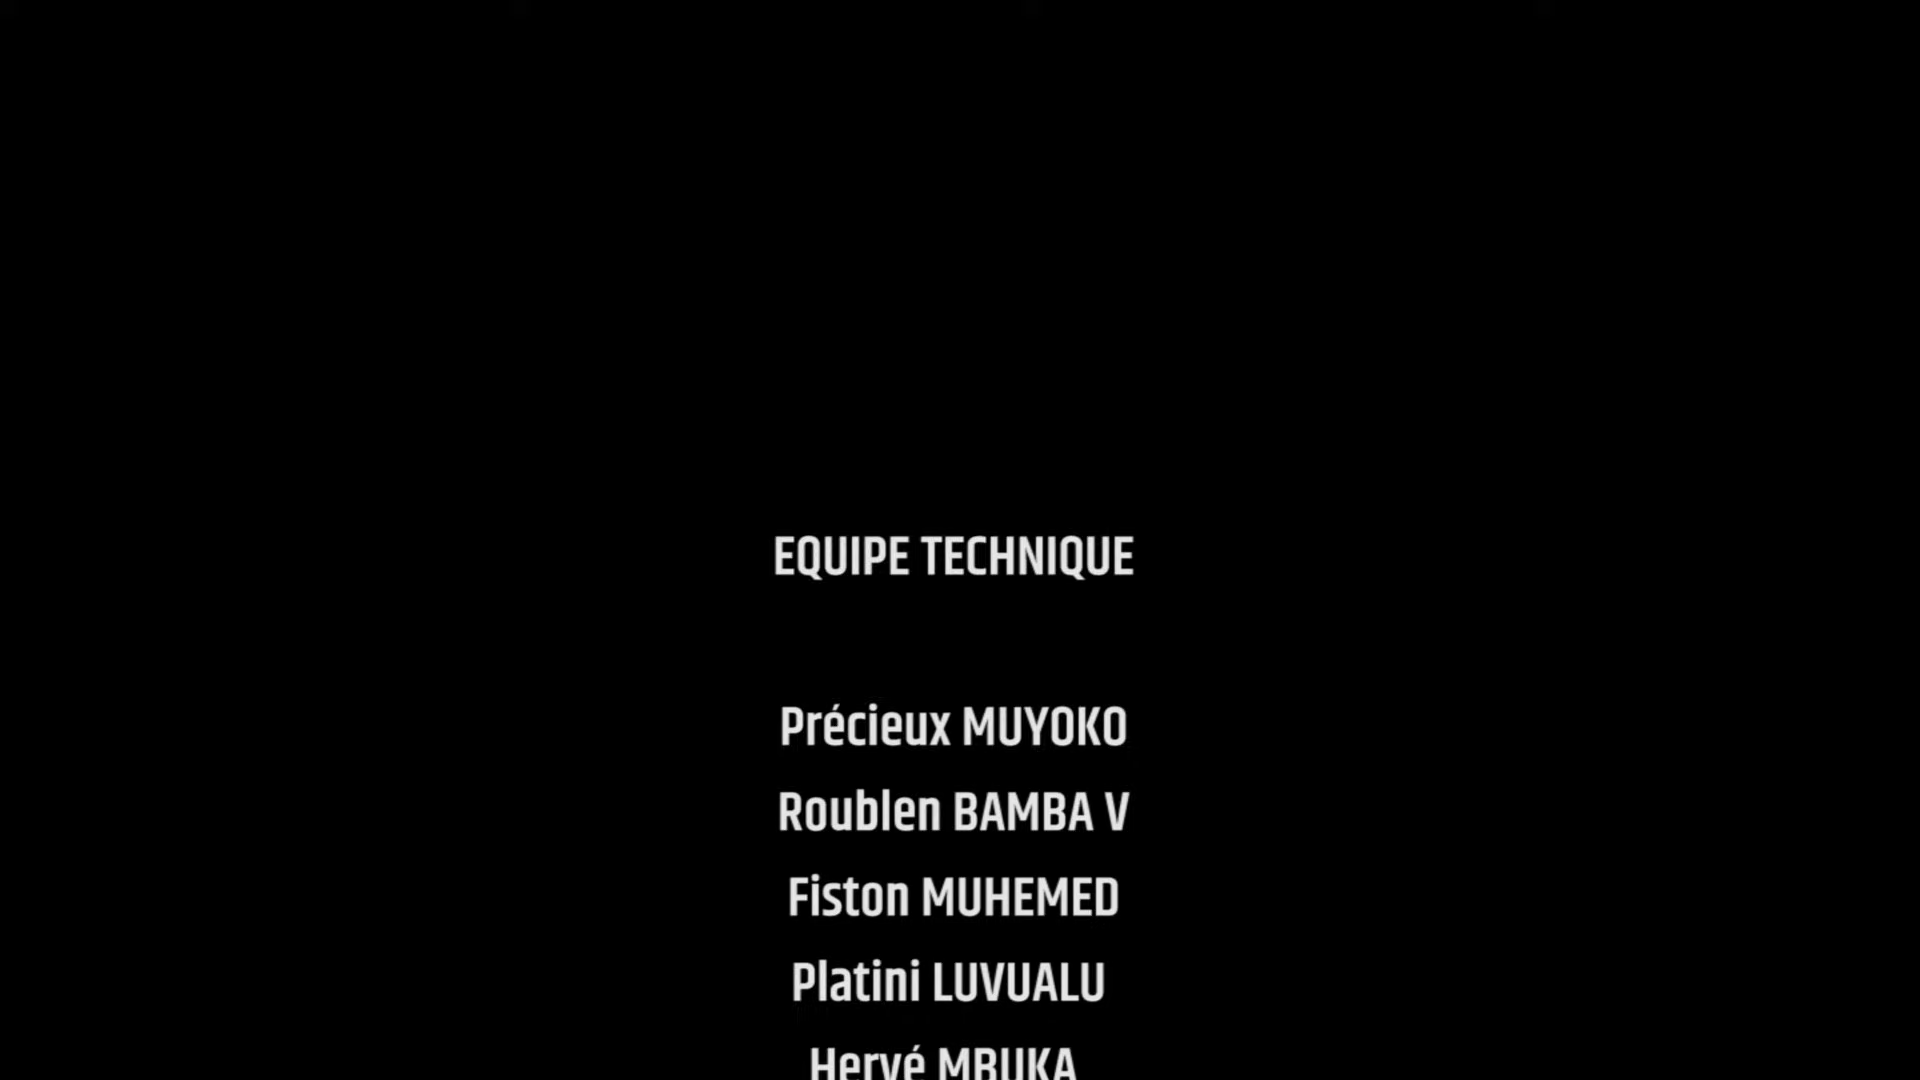 EQUIPE TECHNIQUE
Précieux MUYOKO
Roublen BAMBA V
Fiston MUHEMED
Platini LUVUALU
Hervé MBUKA